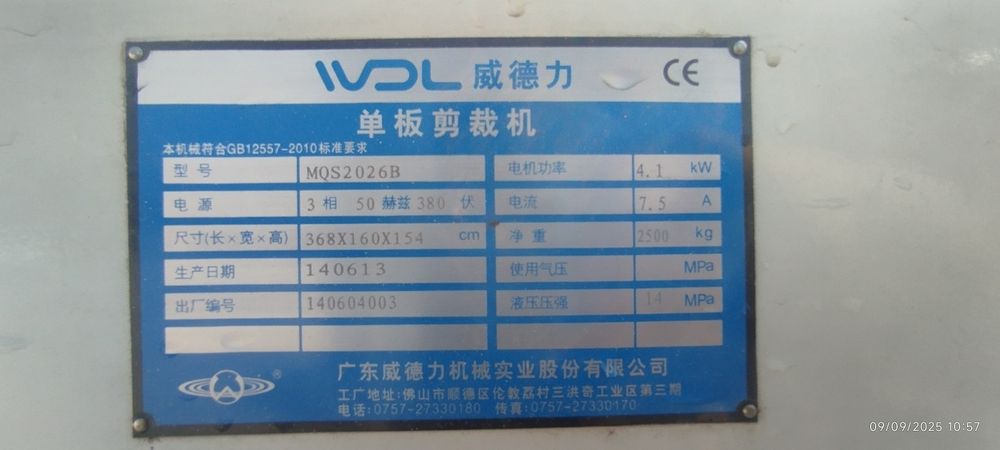 WDL 威德力 CE
单板剪裁机
本机械符合GB12557-2010标准要求
型号 MQS2026B 电机功率 4.1 kW
电源 3相 50赫兹380伏 电流 7.5 A
尺寸(长×宽×高) 368X160X154 cm 净重 2500 kg
生产日期 140613 使用气压 MPa
出厂编号 140604003 液压压强 14 MPa
广东威德力机械实业股份有限公司
工厂地址:佛山市顺德区伦教荔村三洪奇工业区第三期
电话:0757-27330180 传真:0757-27330170
09/09/2025 10:57